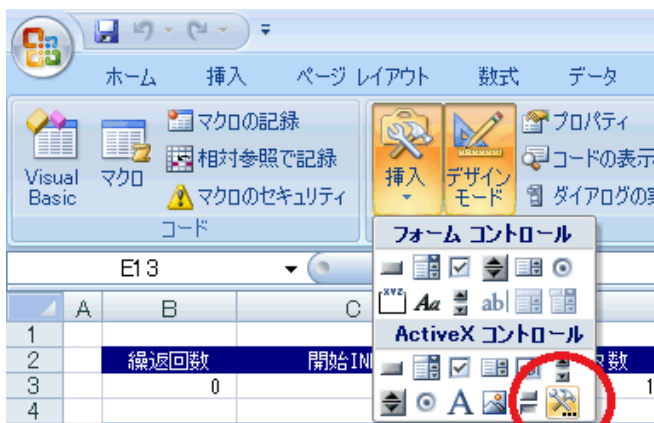 ホーム 挿入 ページ レイアウト 数式 データ
マクロの記録
相対参照で記録
マクロのセキュリティ
Visual
Basic
マクロ
コード
挿入
デザイン
モード
プロパティ
コードの表示
ダイアログの
フォーム コントロール
XYZ Aa ab|
ActiveX コントロール
A
E13
A B C
1
2 繰返回数 開始IN 数
3 0 1
4